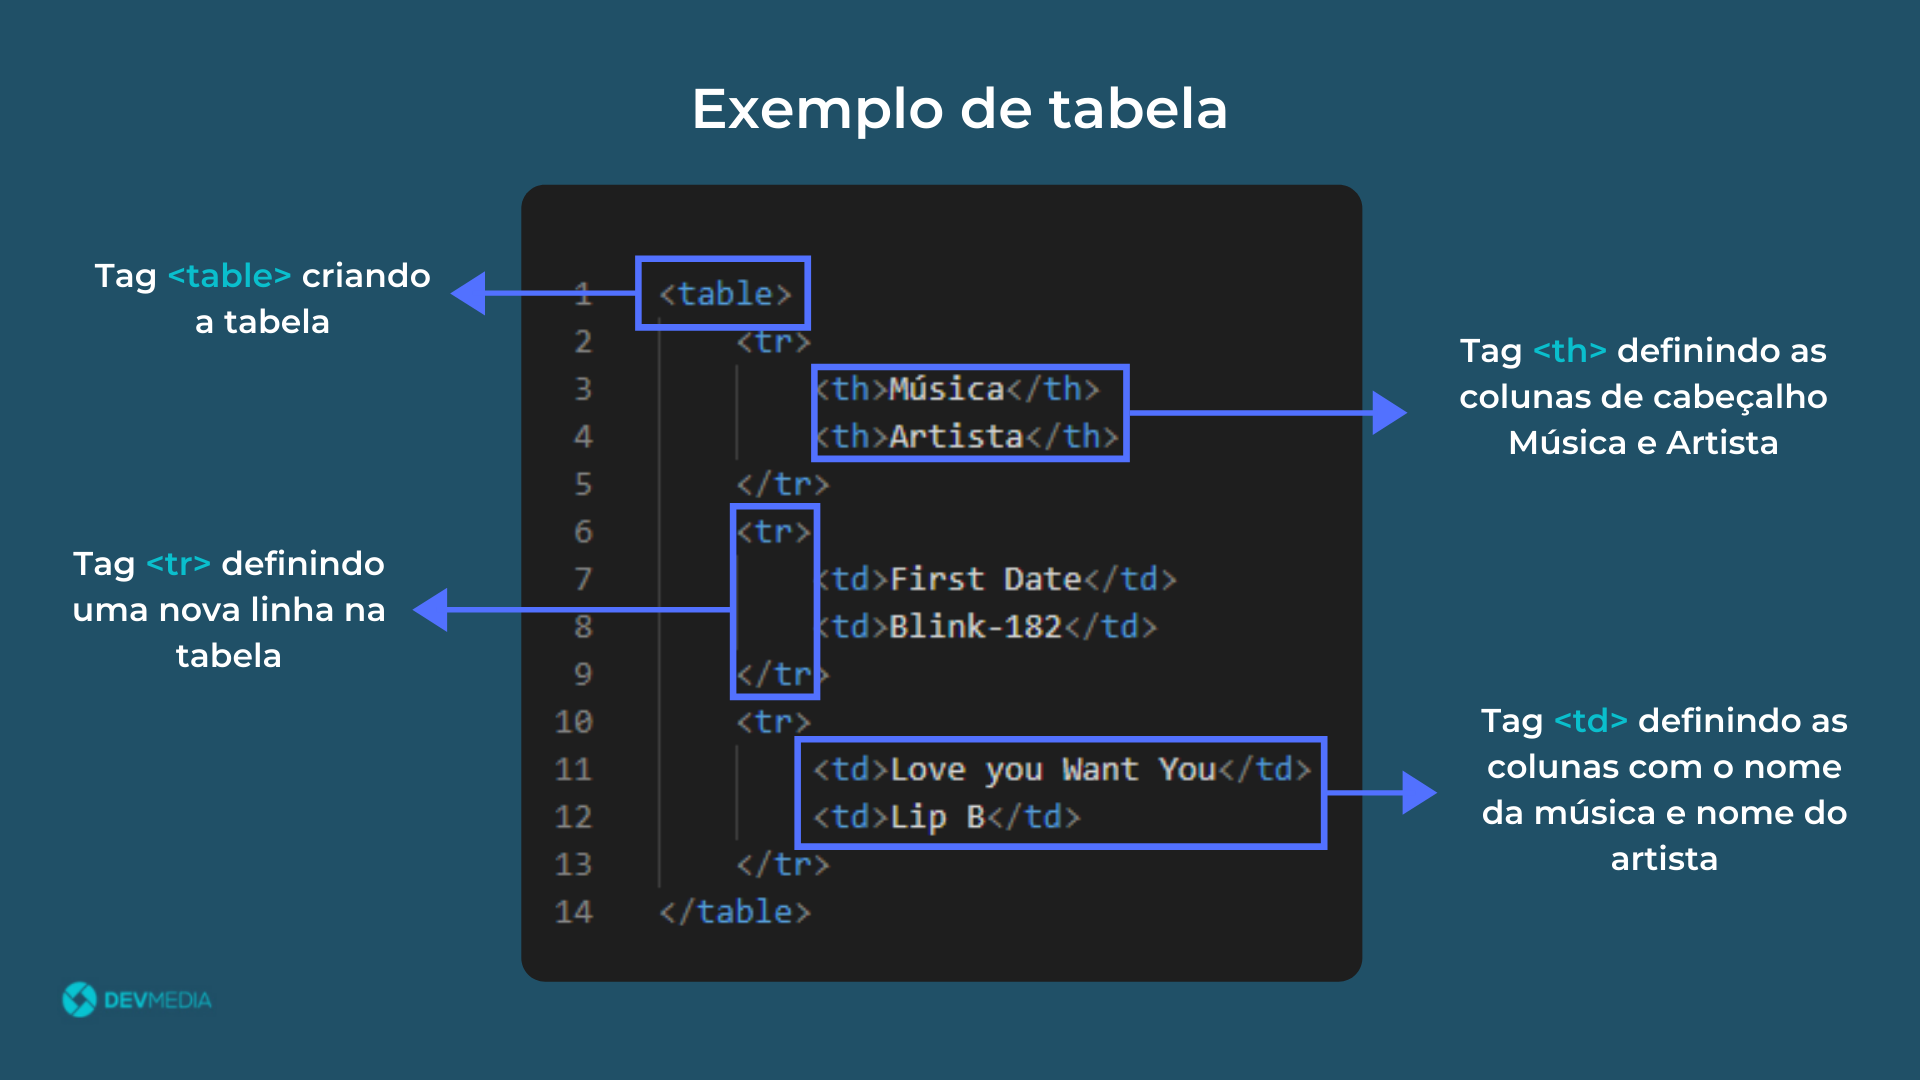 Exemplo de tabela
Tag <table> criando
a tabela
Tag <tr> definindo
uma nova linha na
tabela
1 <table>
2 <tr>
3 <th>Música</th>
4 <th>Artista</th>
5 </tr>
6 <tr>
7 <td>First Date</td>
8 <td>Blink-182</td>
9 </tr>
10 <tr>
11 <td>Love you Want You</td>
12 <td>Lip B</td>
13 </tr>
14 </table>
Tag <th> definindo as
colunas de cabeçalho
Música e Artista
Tag <td> definindo as
colunas com o nome
da música e nome do
artista
DEVMEDIA